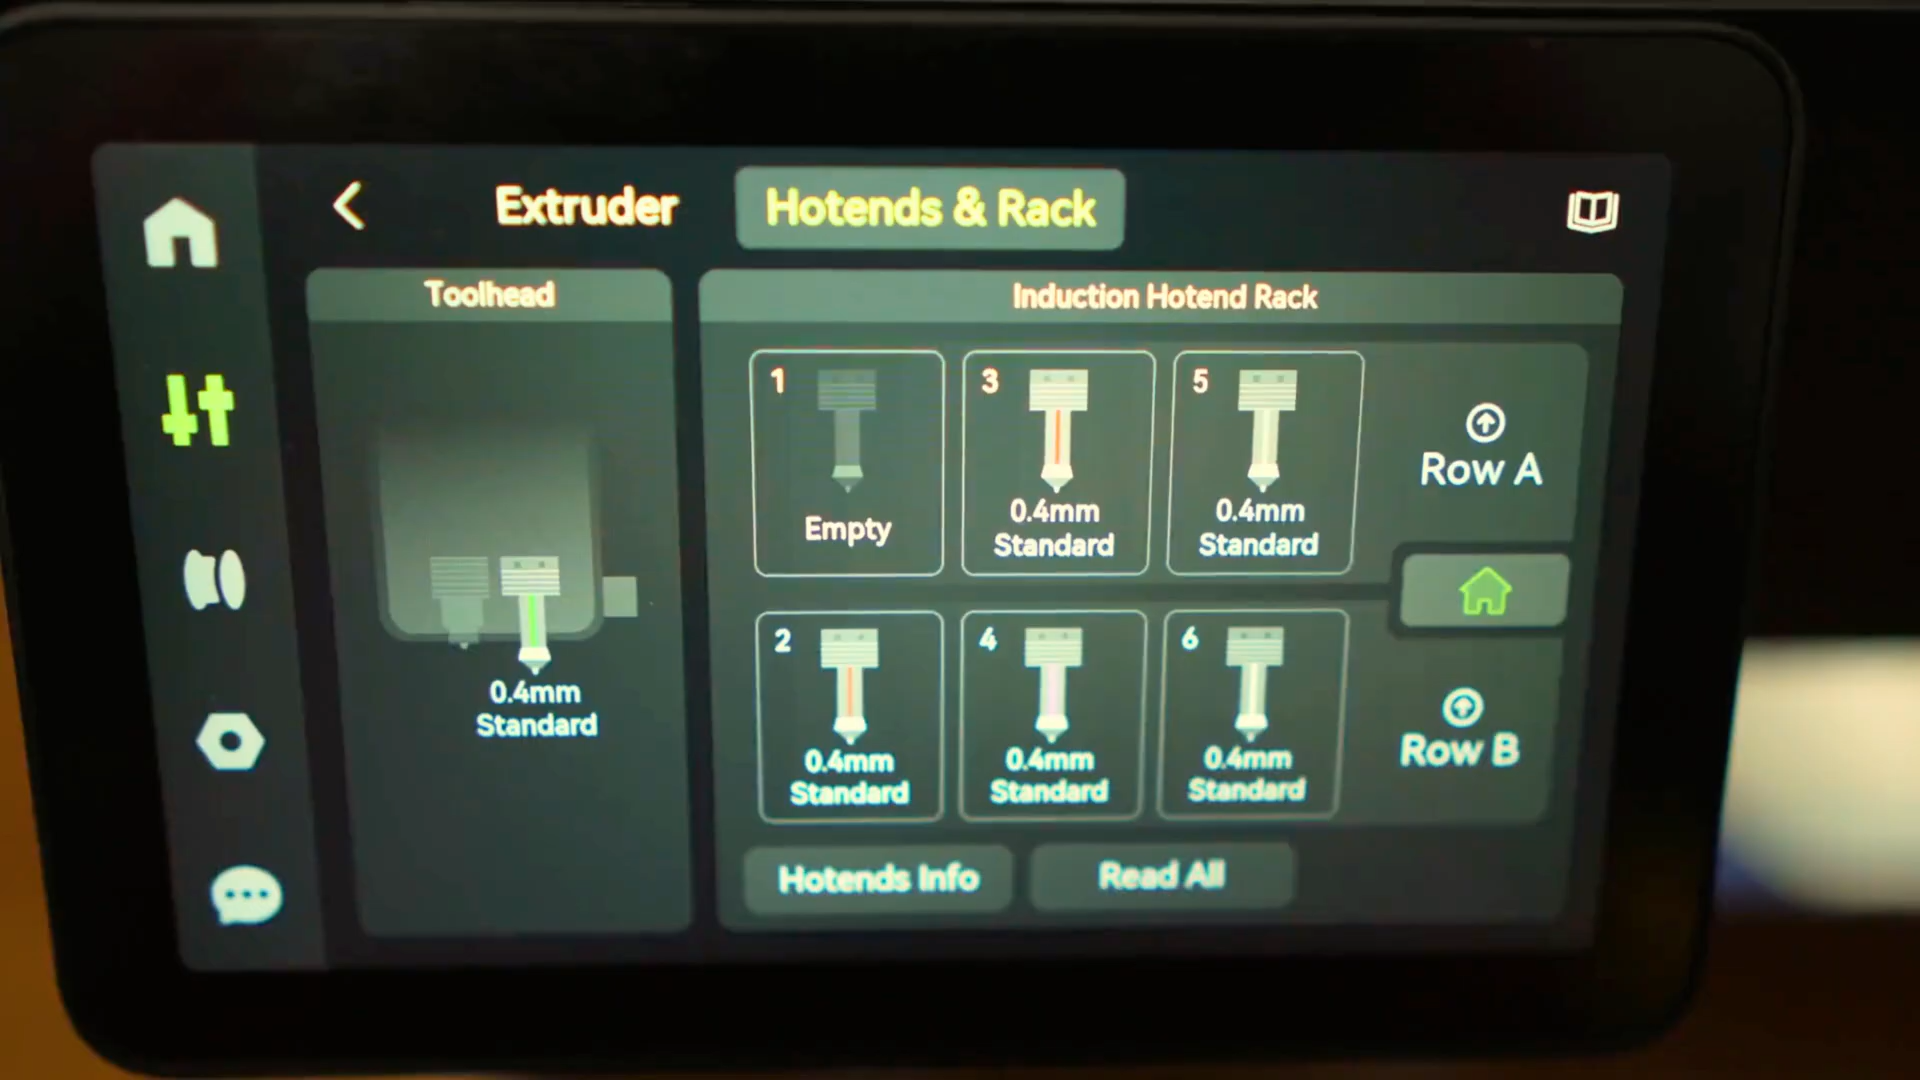 Extruder
Hotends & Rack
Toolhead
0.4mm
Standard
Induction Hotend Rack
1
Empty
3
0.4mm
Standard
5
0.4mm
Standard
Row A
2
0.4mm
Standard
4
0.4mm
Standard
6
0.4mm
Standard
Row B
Hotends Info
Read All